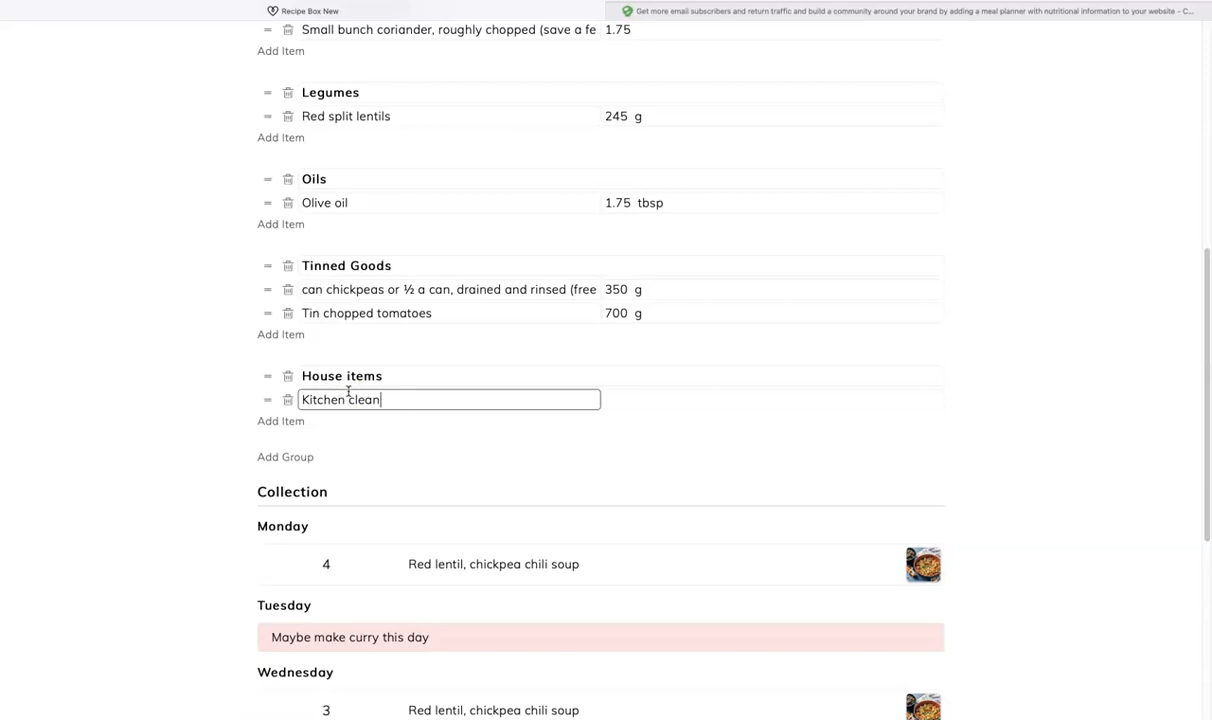 Recipe Box New
Get more email subscribers and return traffic and build a community around your brand by adding a meal planner with nutritional information to your website - C...
Small bunch coriander, roughly chopped (save a fe 1.75
Add Item
Legumes
Red split lentils 245 g
Add Item
Oils
Olive oil 1.75 tbsp
Add Item
Tinned Goods
can chickpeas or ½ a can, drained and rinsed (free 350 g
Tin chopped tomatoes 700 g
Add Item
House items
Kitchen clean
Add Item
Add Group
Collection
Monday
4 Red lentil, chickpea chili soup
Tuesday
Maybe make curry this day
Wednesday
3 Red lentil, chickpea chili soup